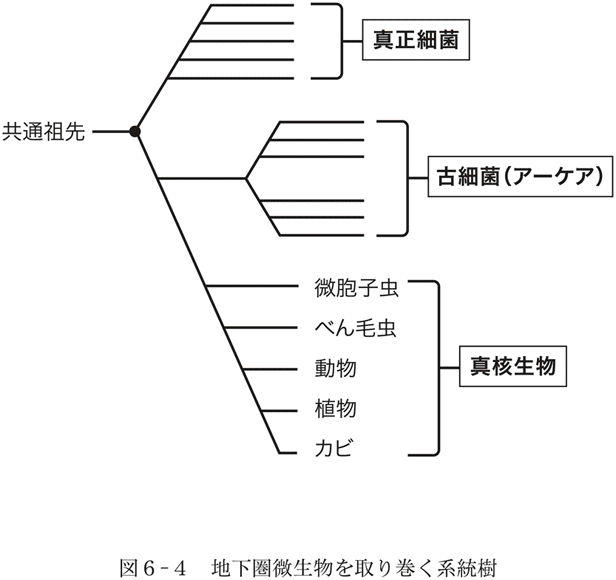 真正細菌
共通祖先
古細菌(アーケア)
微胞子虫
べん毛虫
動物
植物
カビ
真核生物
図6-4 地下圏微生物を取り巻く系統樹